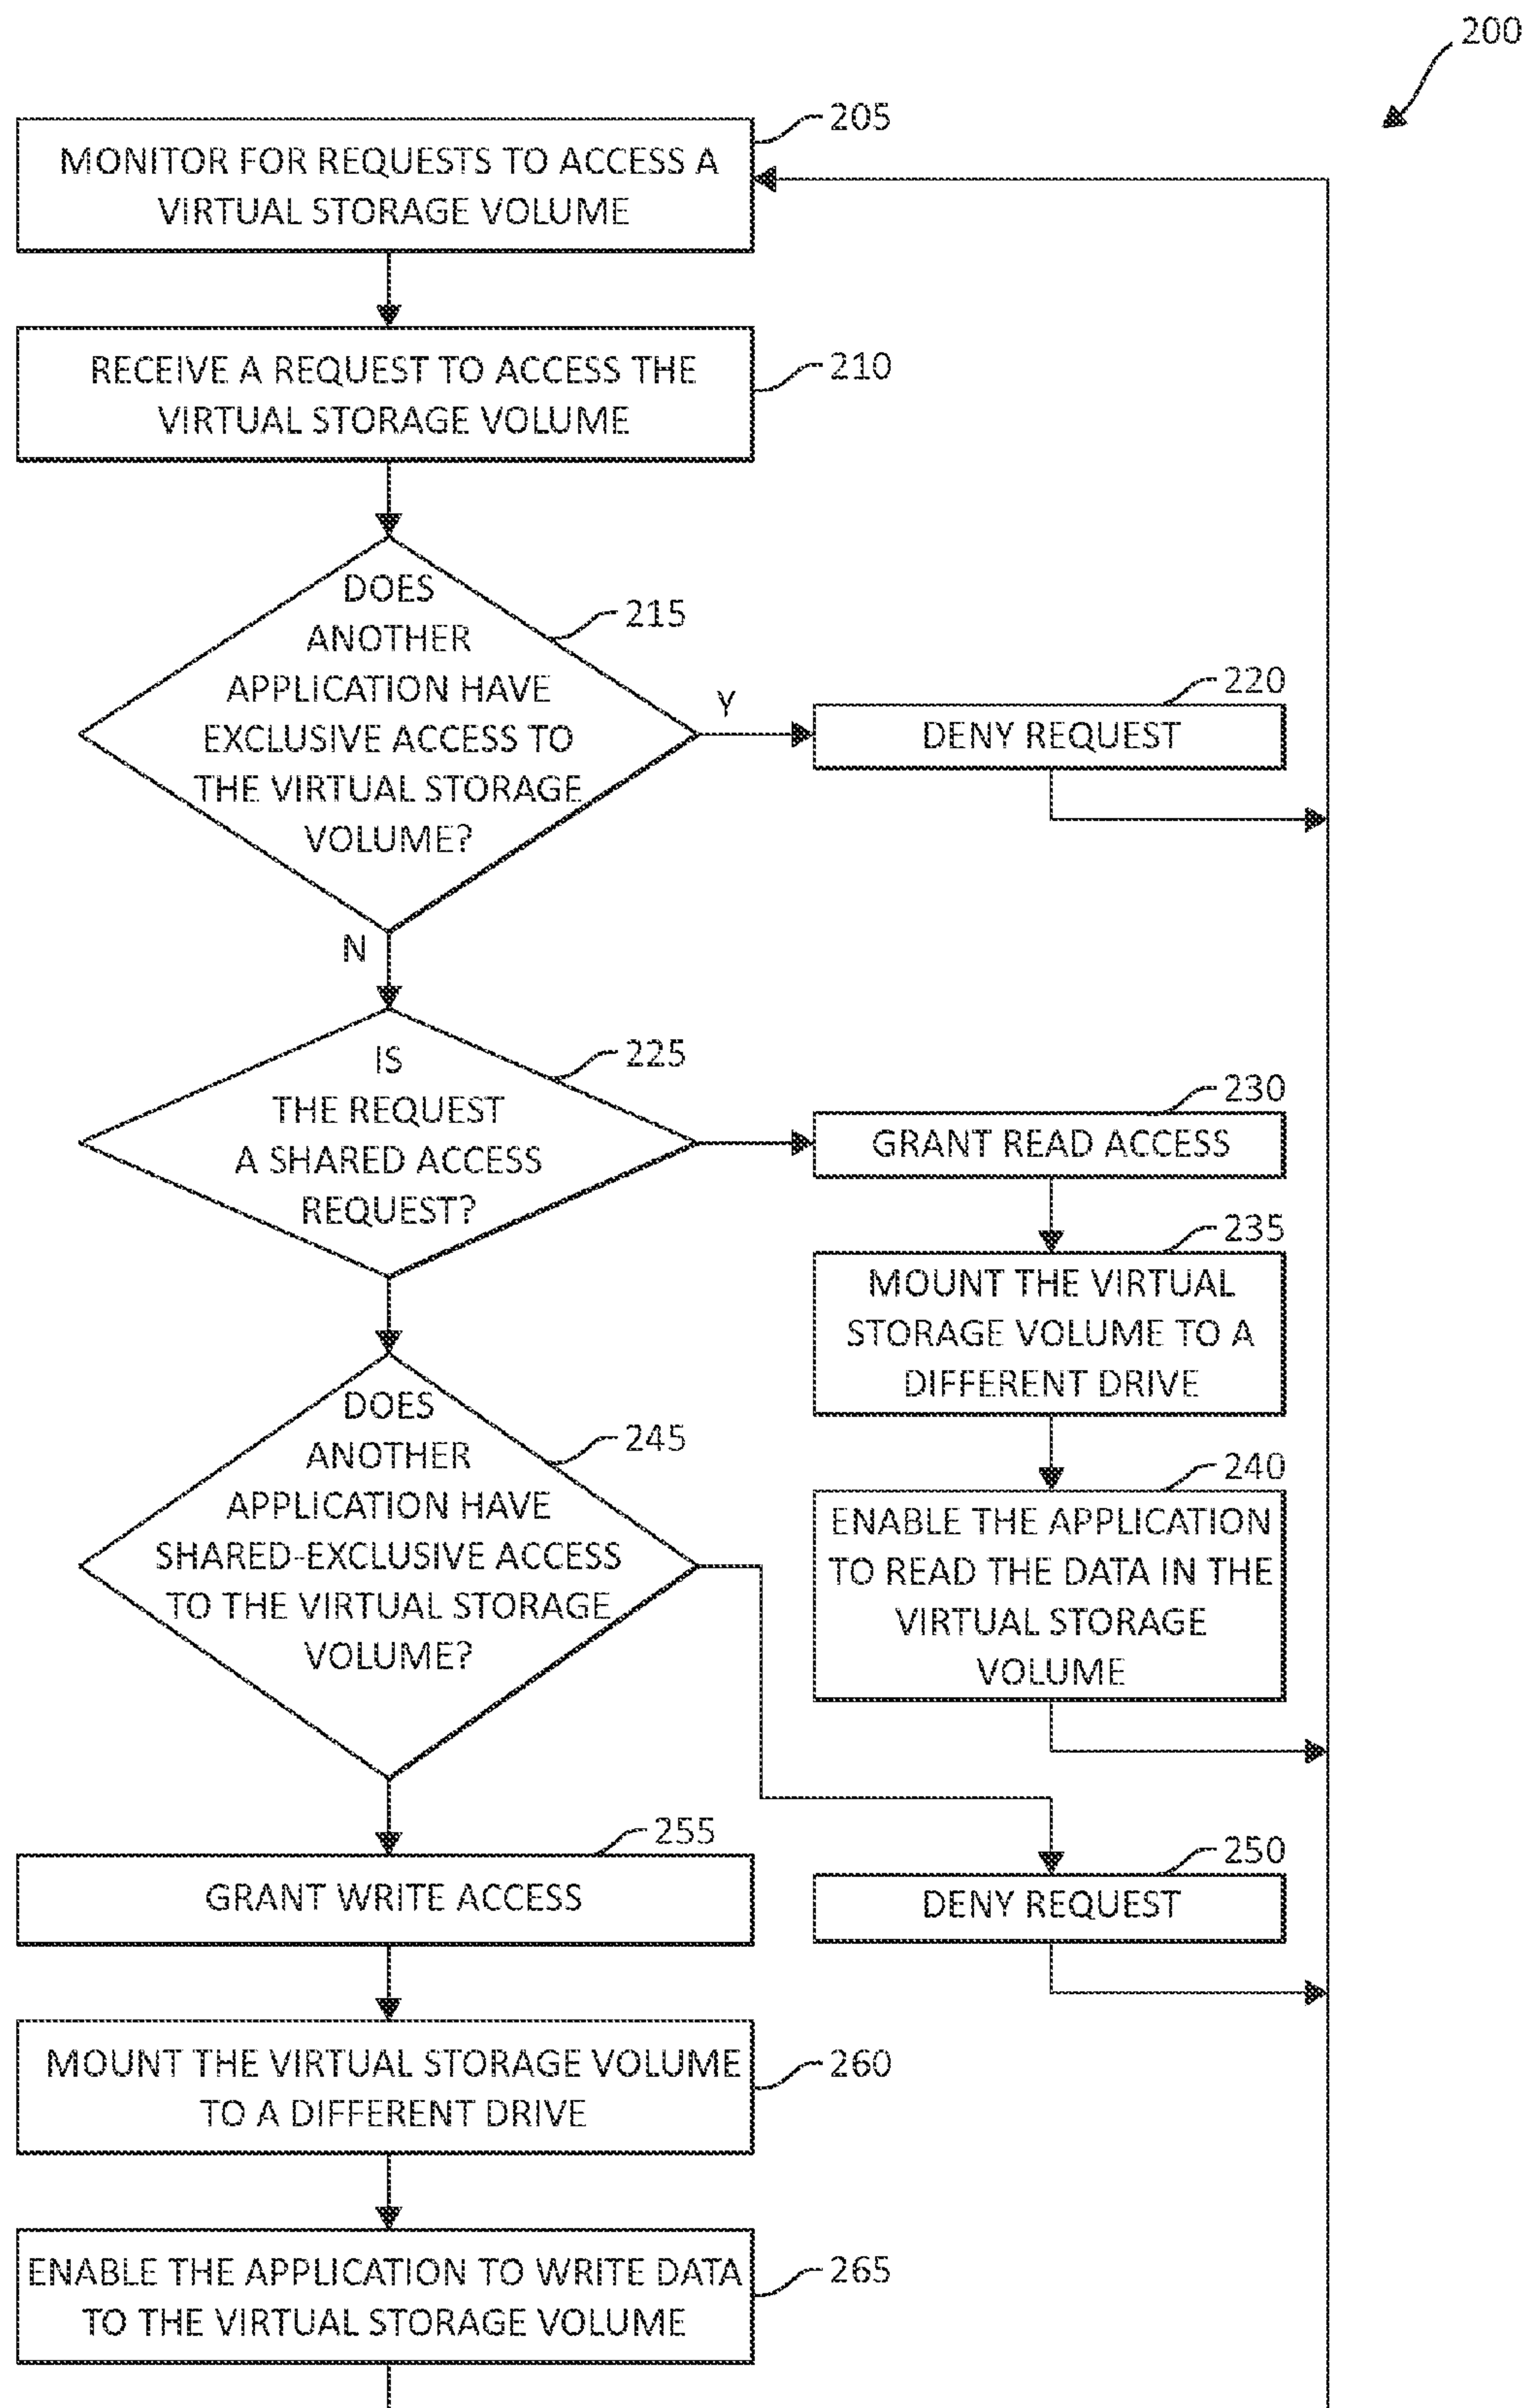 200
205
MONITOR FOR REQUESTS TO ACCESS A
VIRTUAL STORAGE VOLUME
RECEIVE A REQUEST TO ACCESS THE
VIRTUAL STORAGE VOLUME
210
DOES
ANOTHER
APPLICATION HAVE
EXCLUSIVE ACCESS TO
THE VIRTUAL STORAGE
VOLUME?
215
Y
220
DENY REQUEST
N
IS
THE REQUEST
A SHARED ACCESS
REQUEST?
225
230
GRANT READ ACCESS
235
MOUNT THE VIRTUAL
STORAGE VOLUME TO A
DIFFERENT DRIVE
240
ENABLE THE APPLICATION
TO READ THE DATA IN THE
VIRTUAL STORAGE
VOLUME
DOES
ANOTHER
APPLICATION HAVE
SHARED-EXCLUSIVE ACCESS
TO THE VIRTUAL STORAGE
VOLUME?
245
250
DENY REQUEST
255
GRANT WRITE ACCESS
MOUNT THE VIRTUAL STORAGE VOLUME
TO A DIFFERENT DRIVE
260
ENABLE THE APPLICATION TO WRITE DATA
TO THE VIRTUAL STORAGE VOLUME
265